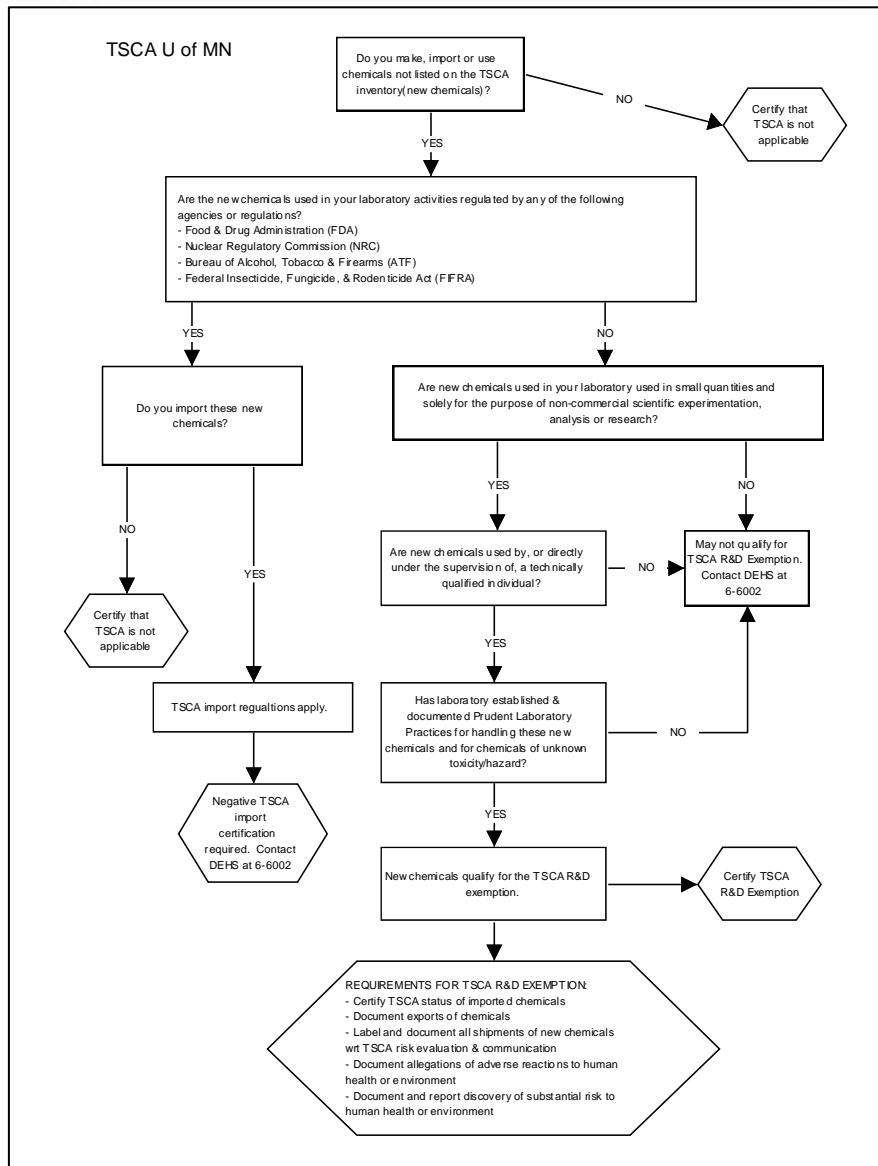 TSCA U of MN
Do you make, import or use
chemicals not listed on the TSCA
inventory(new chemicals)?
NO
Certify that
TSCA is not
applicable
YES
Are the new chemicals used in your laboratory activities regulated by any of the following
agencies or regulations?
- Food & Drug Administration (FDA)
- Nuclear Regulatory Commission (NRC)
- Bureau of Alcohol, Tobacco & Firearms (ATF)
- Federal Insecticide, Fungicide, & Rodenticide Act (FIFRA)
YES
NO
Do you import these new
chemicals?
Are new chemicals used in your laboratory used in small quantities and
solely for the purpose of non-commercial scientific experimentation,
analysis or research?
YES
NO
NO
YES
Are new chemicals used by, or directly
under the supervision of, a technically
qualified individual?
NO
May not qualify for
TSCA R&D Exemption.
Contact DEHS at
6-6002
Certify that
TSCA is not
applicable
YES
TSCA import regualtions apply.
Has laboratory established &
documented Prudent Laboratory
Practices for handling these new
chemicals and for chemicals of unknown
toxicity/hazard?
NO
Negative TSCA
import
certification
required. Contact
DEHS at 6-6002
YES
New chemicals qualify for the TSCA R&D
exemption.
Certify TSCA
R&D Exemption
REQUIREMENTS FOR TSCA R&D EXEMPTION:
- Certify TSCA status of imported chemicals
- Document exports of chemicals
- Label and document all shipments of new chemicals
wrt TSCA risk evaluation & communication
- Document allegations of adverse reactions to human
health or environment
- Document and report discovery of substantial risk to
human health or environment